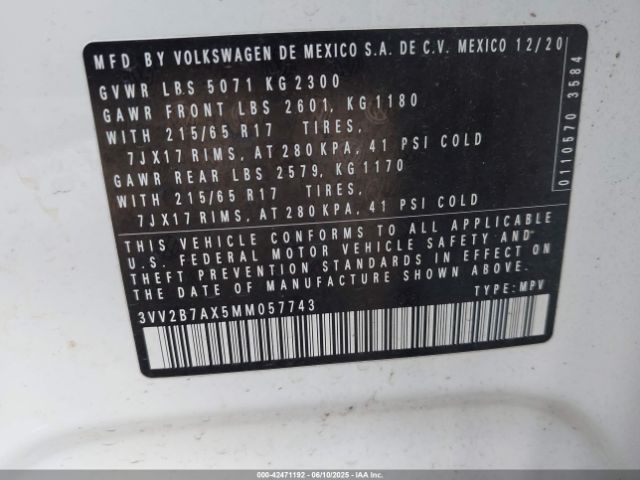 MFD BY VOLKSWAGEN DE MEXICO S.A. DE C.V. MEXICO 12/20
GVWR LBS 5071 KG 2300
GAWR FRONT LBS 2601, KG 1180
WITH 215/65 R17 TIRES,
7JX17 RIMS, AT 280 KPA, 41 PSI COLD
GAWR REAR LBS 2579, KG 1170
WITH 215/65 R17 TIRES,
7JX17 RIMS, AT 280 KPA, 41 PSI COLD
THIS VEHICLE CONFORMS TO ALL APPLICABLE
U.S. FEDERAL MOTOR VEHICLE SAFETY AND
THEFT PREVENTION STANDARDS IN EFFECT ON
THE DATE OF MANUFACTURE SHOWN ABOVE.
3VV2B7AX5MM057743 TYPE: MPV
0110570 3584
000-42471192 - 06/10/2025 - IAAI.COM